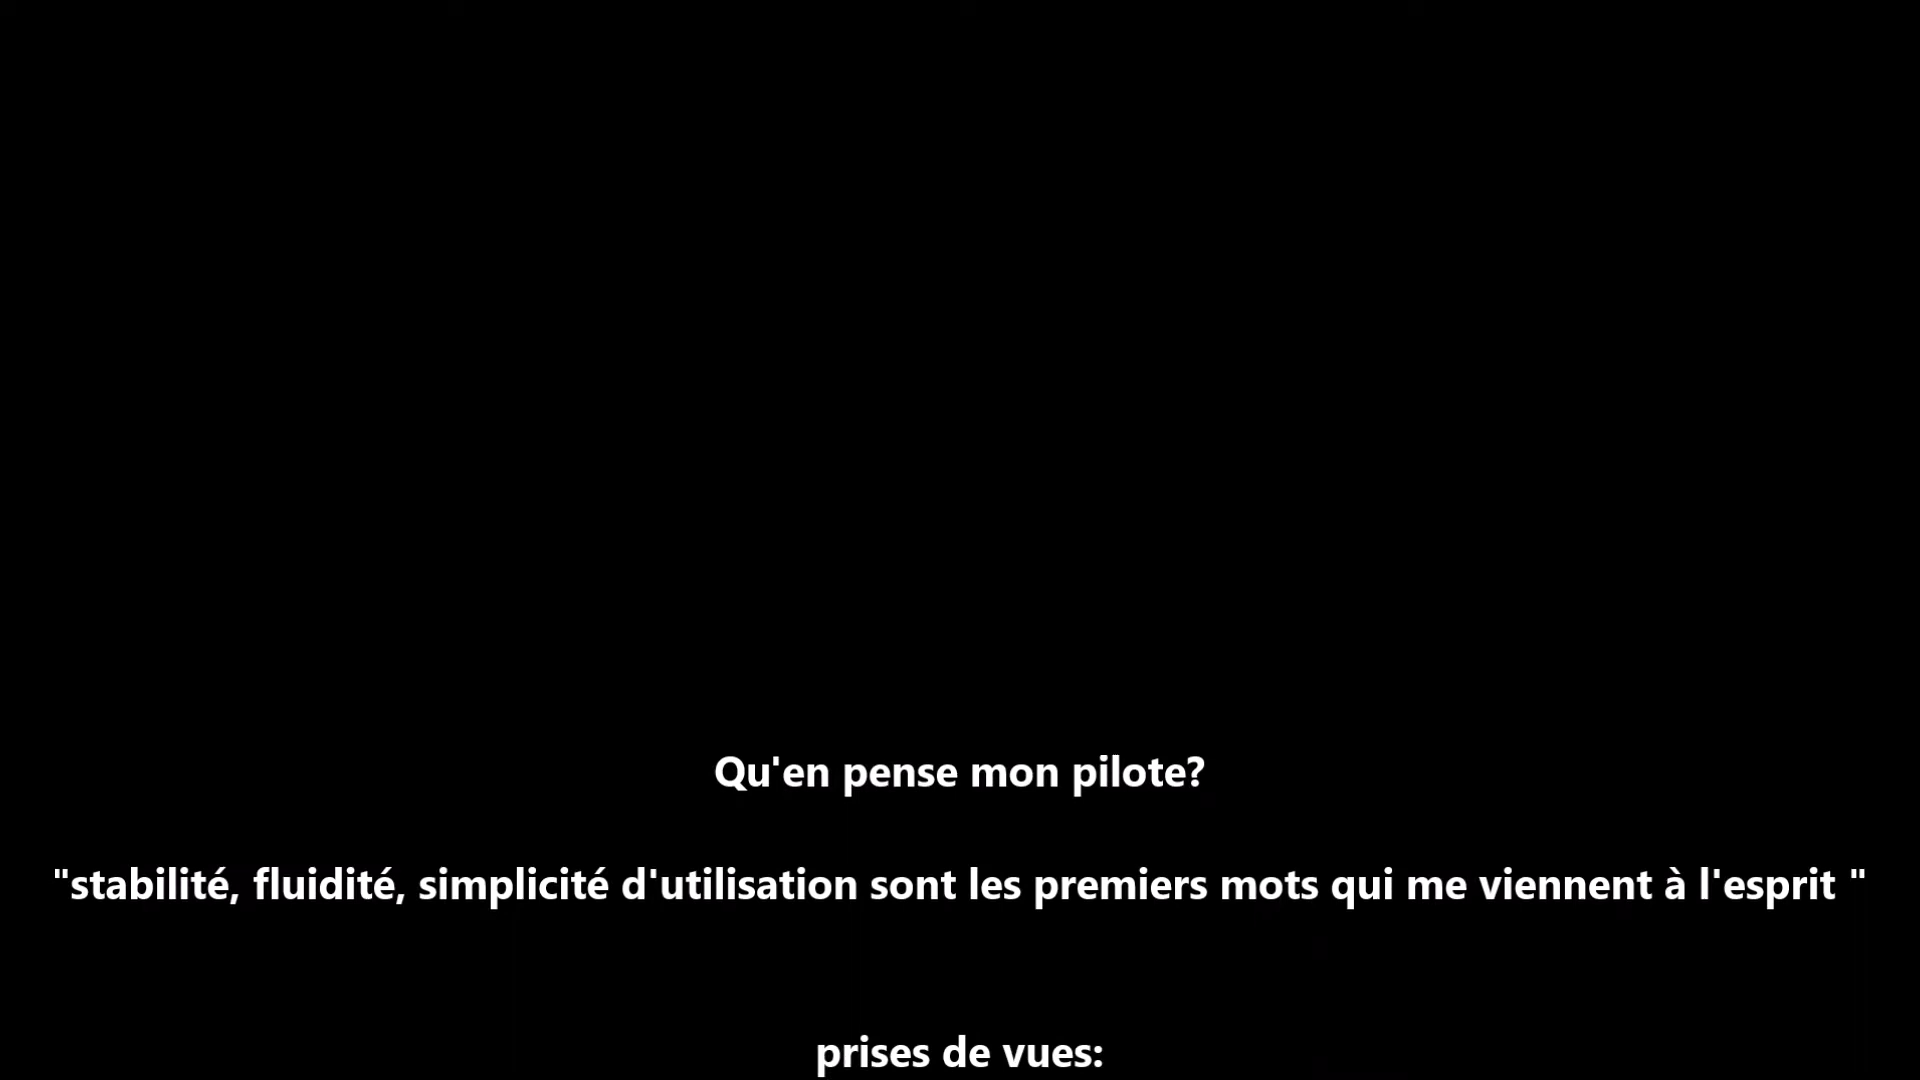 Qu'en pense mon pilote?
"stabilité, fluidité, simplicité d'utilisation sont les premiers mots qui me viennent à l'esprit "
prises de vues: